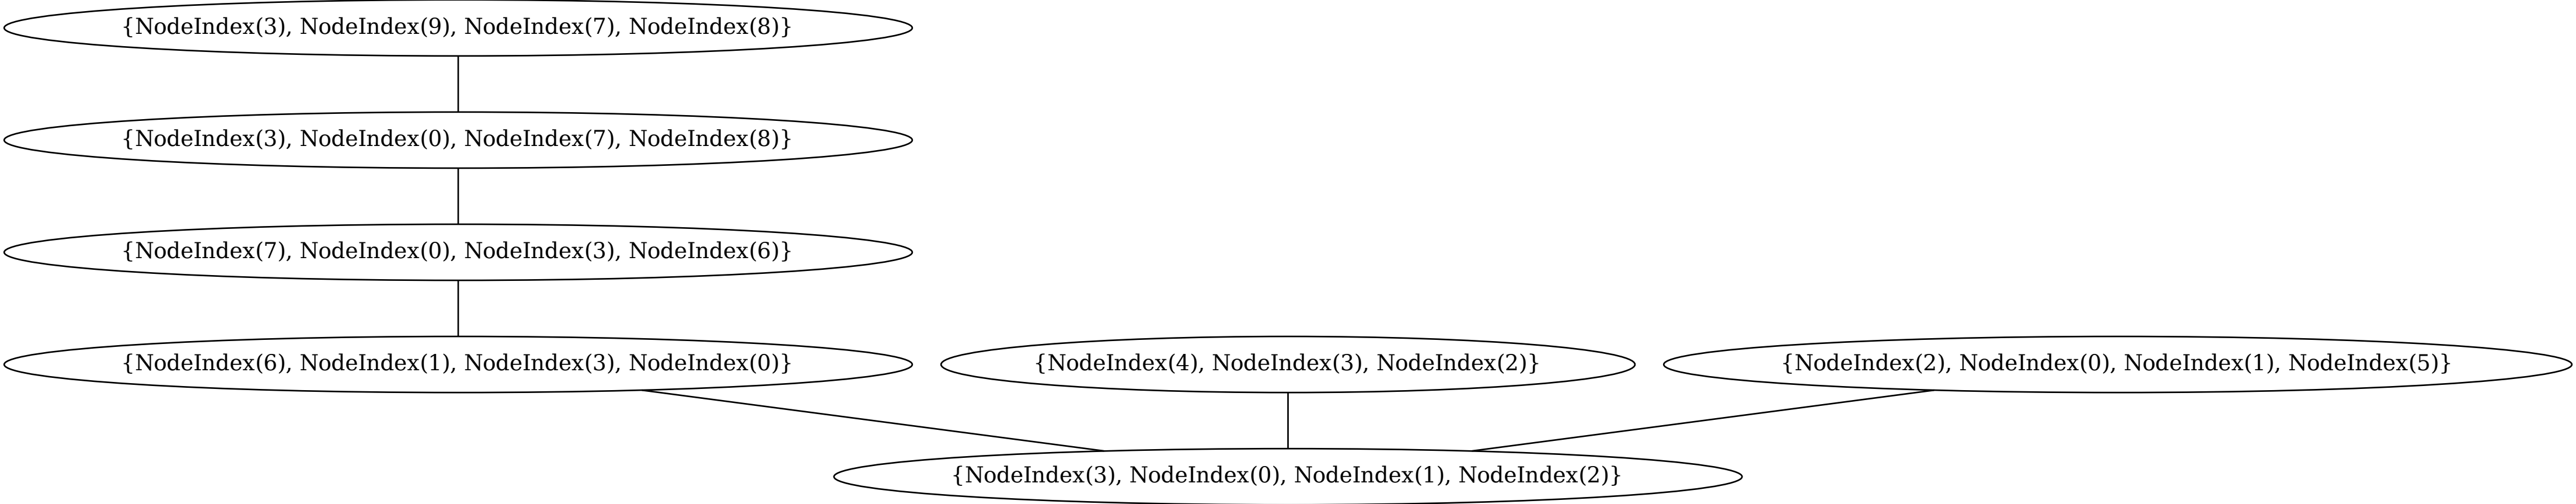 {NodeIndex(3), NodeIndex(9), NodeIndex(7), NodeIndex(8)}
{NodeIndex(3), NodeIndex(0), NodeIndex(7), NodeIndex(8)}
{NodeIndex(7), NodeIndex(0), NodeIndex(3), NodeIndex(6)}
{NodeIndex(6), NodeIndex(1), NodeIndex(3), NodeIndex(0)}
{NodeIndex(4), NodeIndex(3), NodeIndex(2)}
{NodeIndex(2), NodeIndex(0), NodeIndex(1), NodeIndex(5)}
{NodeIndex(3), NodeIndex(0), NodeIndex(1), NodeIndex(2)}